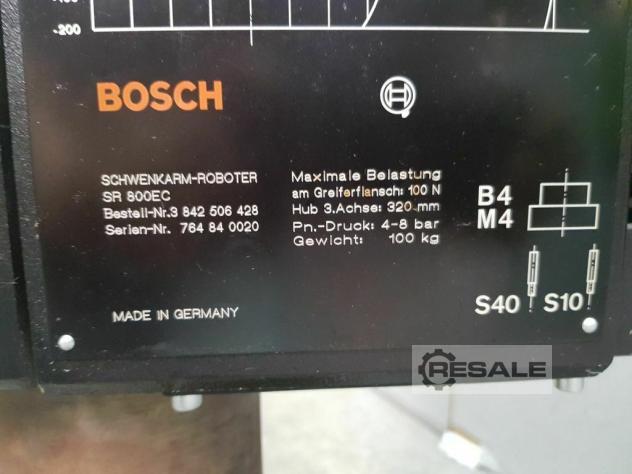 -200
BOSCH
SCHWENKARM-ROBOTER
SR 800EC
Bestell-Nr.3 842 506 428
Serien-Nr. 764 84 0020
Maximale Belastung
am Greiferflansch: 100 N
Hub 3.Achse: 320 mm
Pn.-Druck: 4-8 bar
Gewicht: 100 kg
B4
M4
S40 S10
MADE IN GERMANY
RESALE